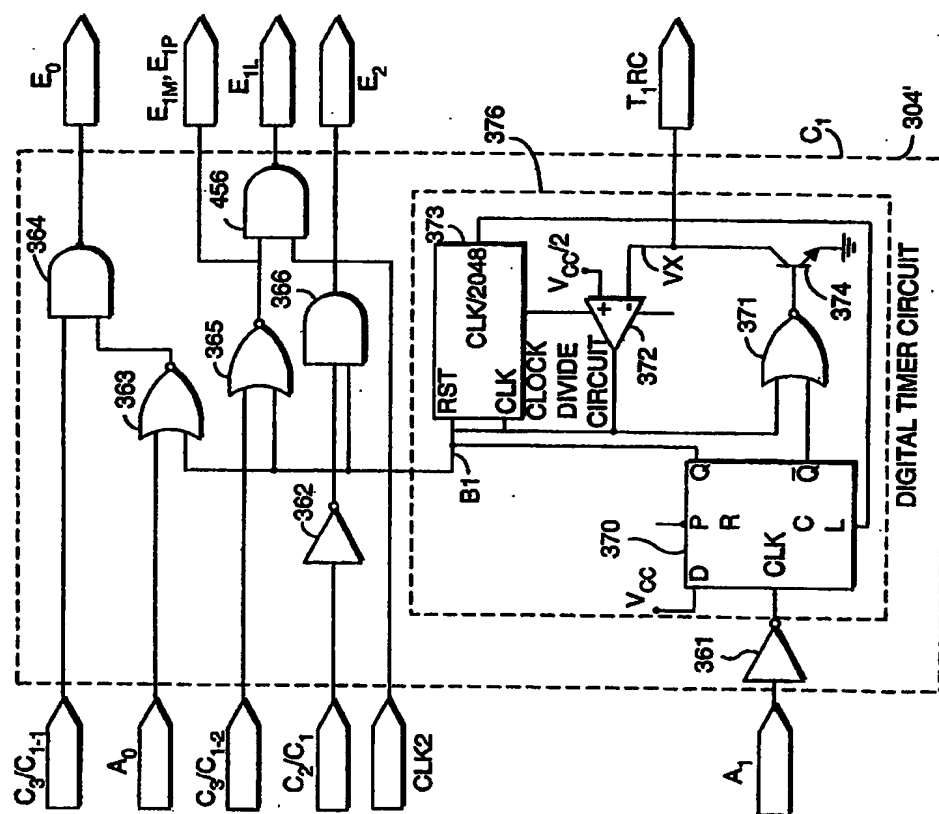 C₃/C₁₋₁
A₀
C₃/C₁₋₂
C₂/C₁
CLK2
A₁
364
363
365
366
456
362
361
E₀
E₁M, E₁P
E₁L
E₂
T₁RC
376
C₁
304'
373
RST
CLK/2048
CLK
CLOCK
DIVIDE
CIRCUIT
V_CC/2
+
-
372
VX
371
374
B1
370
V_CC
D
P
Q
R
Q̅
CLK
C
L
DIGITAL TIMER CIRCUIT